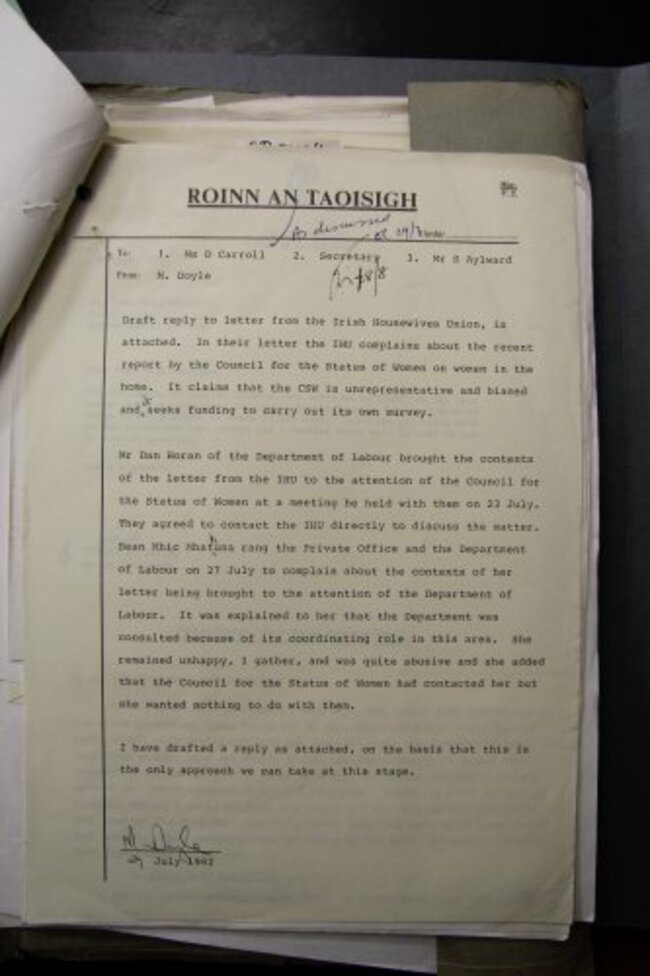 ROINN AN TAOISIGH
As discussed
To: 1. Ms D Carroll 2. Secretary 3. Mr S Aylward
From: M. Doyle
Draft reply to letter from the Irish Housewives Union, is
attached. In their letter the IHU complains about the recent
report by the Council for the Status of Women on women in the
home. It claims that the CSW is unrepresentative and biased
and seeks funding to carry out its own survey.
Mr Dan Horan of the Department of Labour brought the contents
of the letter from the IHU to the attention of the Council for
the Status of Women at a meeting he held with them on 23 July.
They agreed to contact the IHU directly to discuss the matter.
Bean Mhic rang the Private Office and the Department
of Labour on 27 July to complain about the contents of her
letter being brought to the attention of the Department of
Labour. It was explained to her that the Department was
consulted because of its coordinating role in this area. She
remained unhappy, I gather, and was quite abusive and she added
that the Council for the Status of Women had contacted her but
she wanted nothing to do with them.
I have drafted a reply as attached, on the basis that this is
the only approach we can take at this stage.
M. Doyle
July 1982